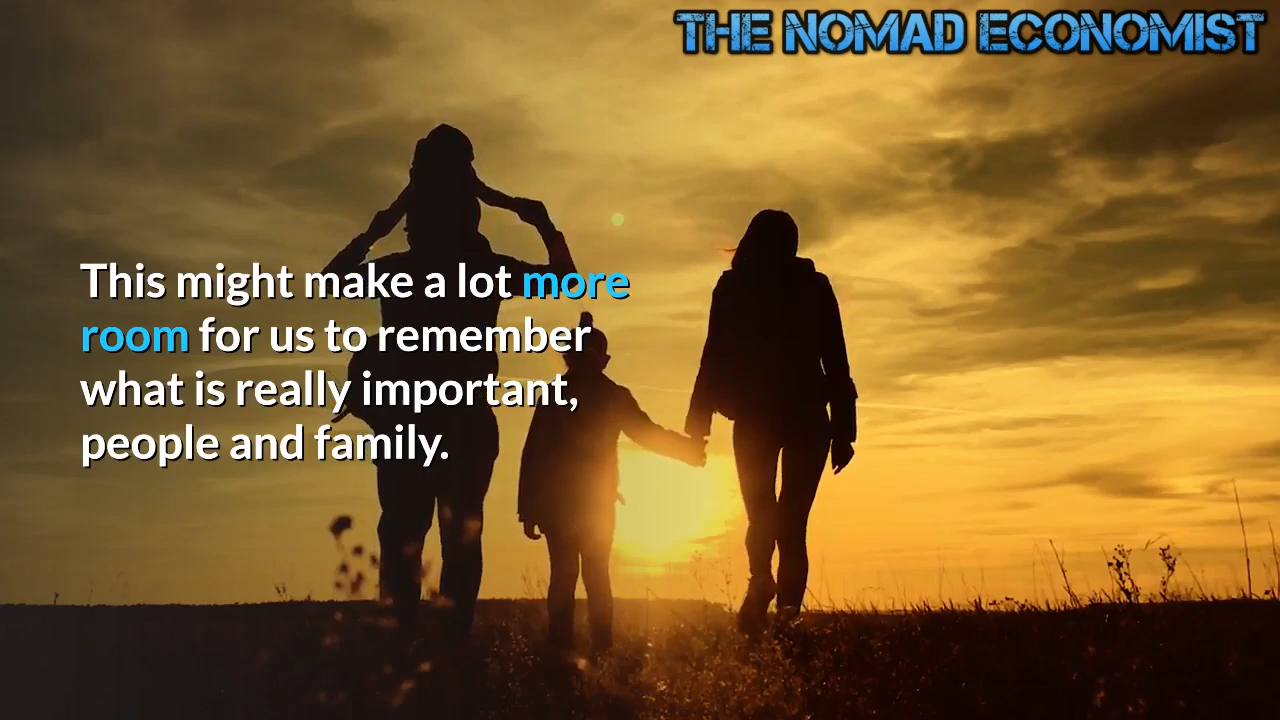 THE NOMAD ECONOMIST
This might make a lot more
room for us to remember
what is really important,
people and family.